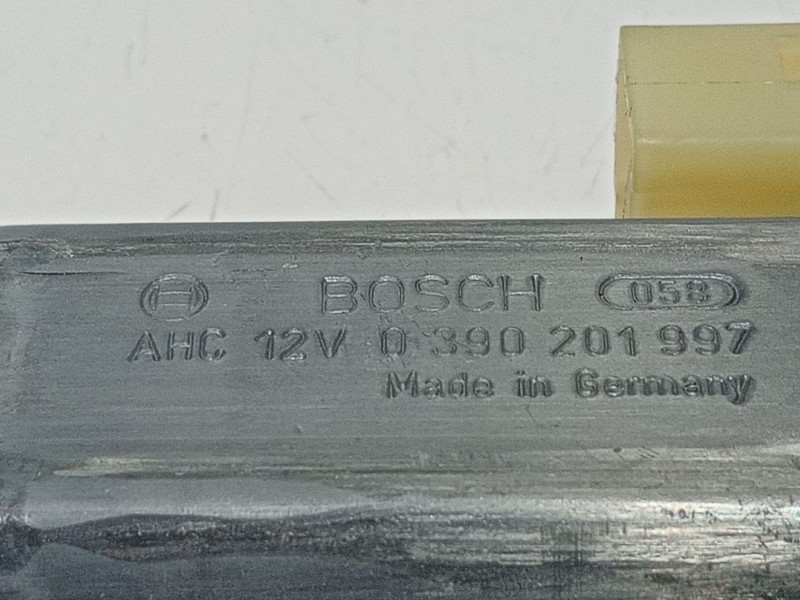 BOSCH 058
AHC 12V 0 390 201 997
Made in Germany